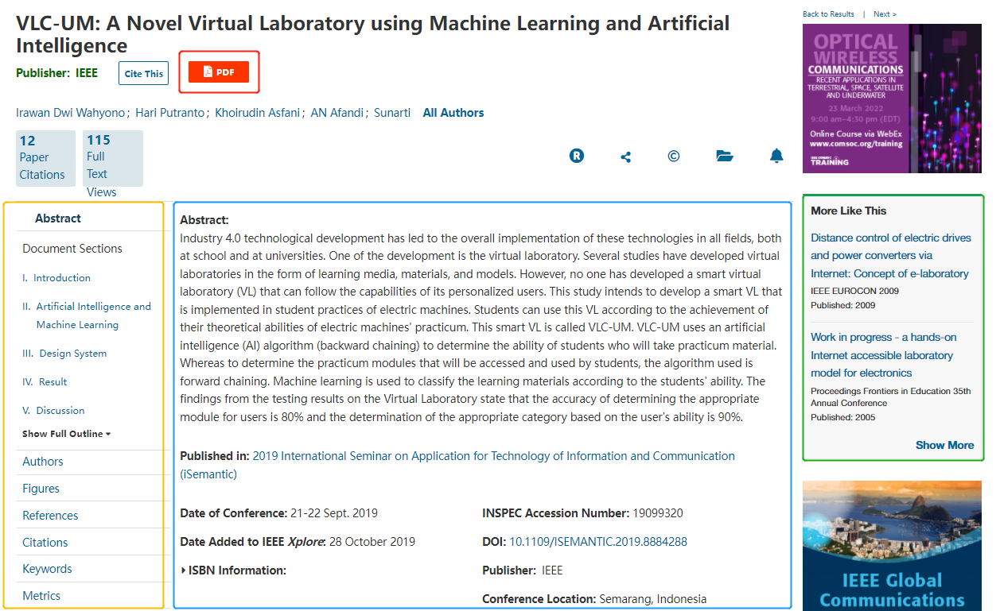 VLC-UM: A Novel Virtual Laboratory using Machine Learning and Artificial
Intelligence
Publisher: IEEE
Cite This
PDF
Irawan Dwi Wahyono; Hari Putranto; Khoirudin Asfani; AN Afandi; Sunarti All Authors
12
Paper
Citations
115
Full
Text
Views
R
©
Abstract
Document Sections
I. Introduction
II. Artificial Intelligence and
Machine Learning
III. Design System
IV. Result
V. Discussion
Show Full Outline
Authors
Figures
References
Citations
Keywords
Metrics
Abstract:
Industry 4.0 technological development has led to the overall implementation of these technologies in all fields, both
at school and at universities. One of the development is the virtual laboratory. Several studies have developed virtual
laboratories in the form of learning media, materials, and models. However, no one has developed a smart virtual
laboratory (VL) that can follow the capabilities of its personalized users. This study intends to develop a smart VL that
is implemented in student practices of electric machines. Students can use this VL according to the achievement of
their theoretical abilities of electric machines' practicum. This smart VL is called VLC-UM. VLC-UM uses an artificial
intelligence (AI) algorithm (backward chaining) to determine the ability of students who will take practicum material.
Whereas to determine the practicum modules that will be accessed and used by students, the algorithm used is
forward chaining. Machine learning is used to classify the learning materials according to the students' ability. The
findings from the testing results on the Virtual Laboratory state that the accuracy of determining the appropriate
module for users is 80% and the determination of the appropriate category based on the user's ability is 90%.
Published in: 2019 International Seminar on Application for Technology of Information and Communication
(iSemantic)
Date of Conference: 21-22 Sept. 2019
Date Added to IEEE Xplore: 28 October 2019
ISBN Information:
INSPEC Accession Number: 19099320
DOI: 10.1109/ISEMANTIC.2019.8884288
Publisher: IEEE
Conference Location: Semarang, Indonesia
Back to Results | Next >
OPTICAL
WIRELESS
COMMUNICATIONS
RECENT APPLICATIONS IN
TERRESTRIAL, SPACE, SATELLITE
AND UNDERWATER
23 March 2022
9:00 am–4:30 pm (EDT)
Online Course via WebEx
www.comsoc.org/training
IEEE COMSOC
TRAINING
More Like This
Distance control of electric drives
and power converters via
Internet: Concept of e-laboratory
IEEE EUROCON 2009
Published: 2009
Work in progress - a hands-on
Internet accessible laboratory
model for electronics
Proceedings Frontiers in Education 35th
Annual Conference
Published: 2005
Show More
IEEE Global
Communications